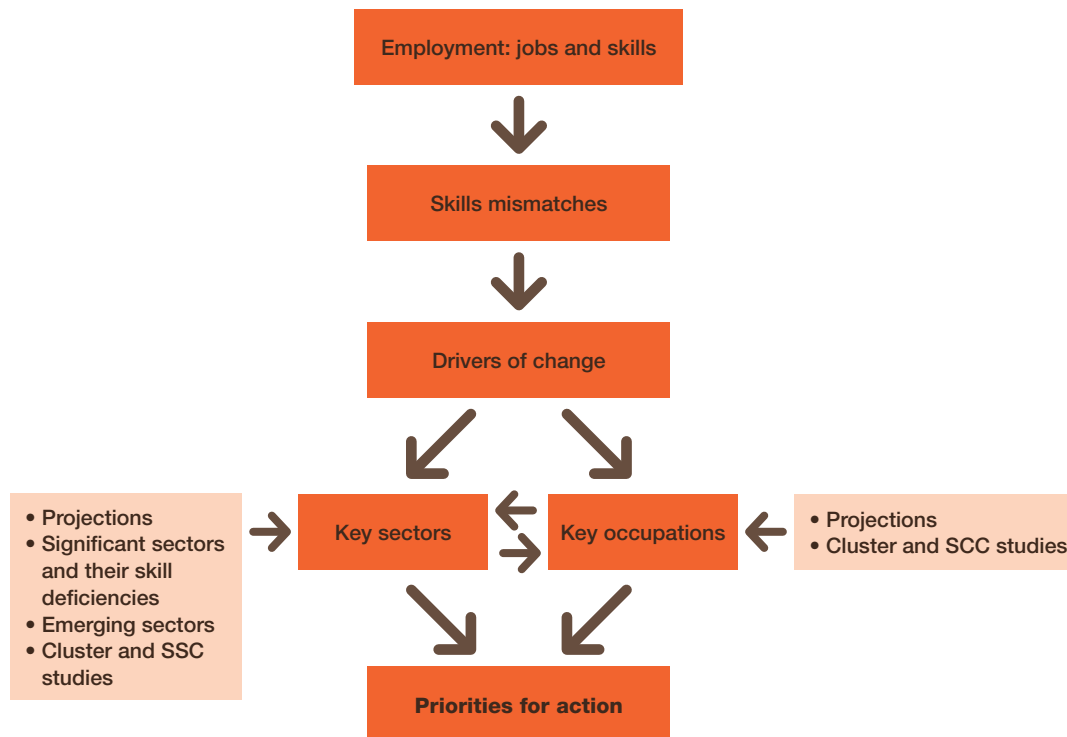 Employment: jobs and skills
Skills mismatches
Drivers of change
• Projections
• Significant sectors
and their skill
deficiencies
• Emerging sectors
• Cluster and SSC
studies
Key sectors
Key occupations
• Projections
• Cluster and SCC studies
Priorities for action